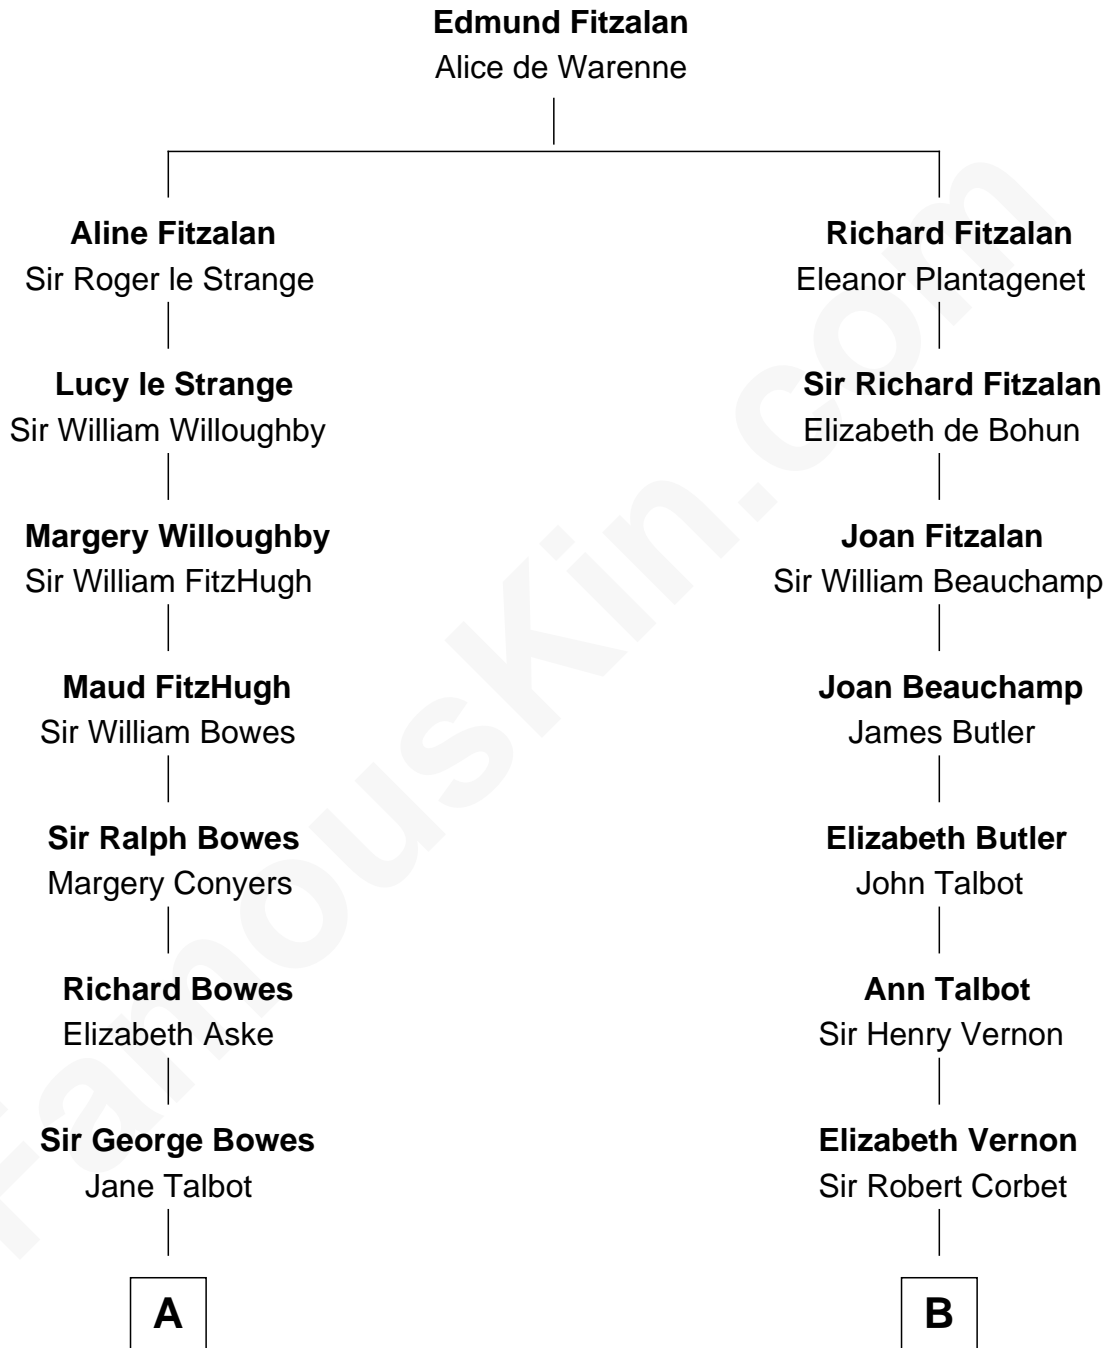 Edmund Fitzalan
Alice de Warenne
Aline Fitzalan
Sir Roger le Strange
Richard Fitzalan
Eleanor Plantagenet
Lucy le Strange
Sir William Willoughby
Sir Richard Fitzalan
Elizabeth de Bohun
Margery Willoughby
Sir William FitzHugh
Joan Fitzalan
Sir William Beauchamp
Maud FitzHugh
Sir William Bowes
Joan Beauchamp
James Butler
Sir Ralph Bowes
Margery Conyers
Elizabeth Butler
John Talbot
Richard Bowes
Elizabeth Aske
Ann Talbot
Sir Henry Vernon
Sir George Bowes
Jane Talbot
Elizabeth Vernon
Sir Robert Corbet
A
B
FamousKin.com